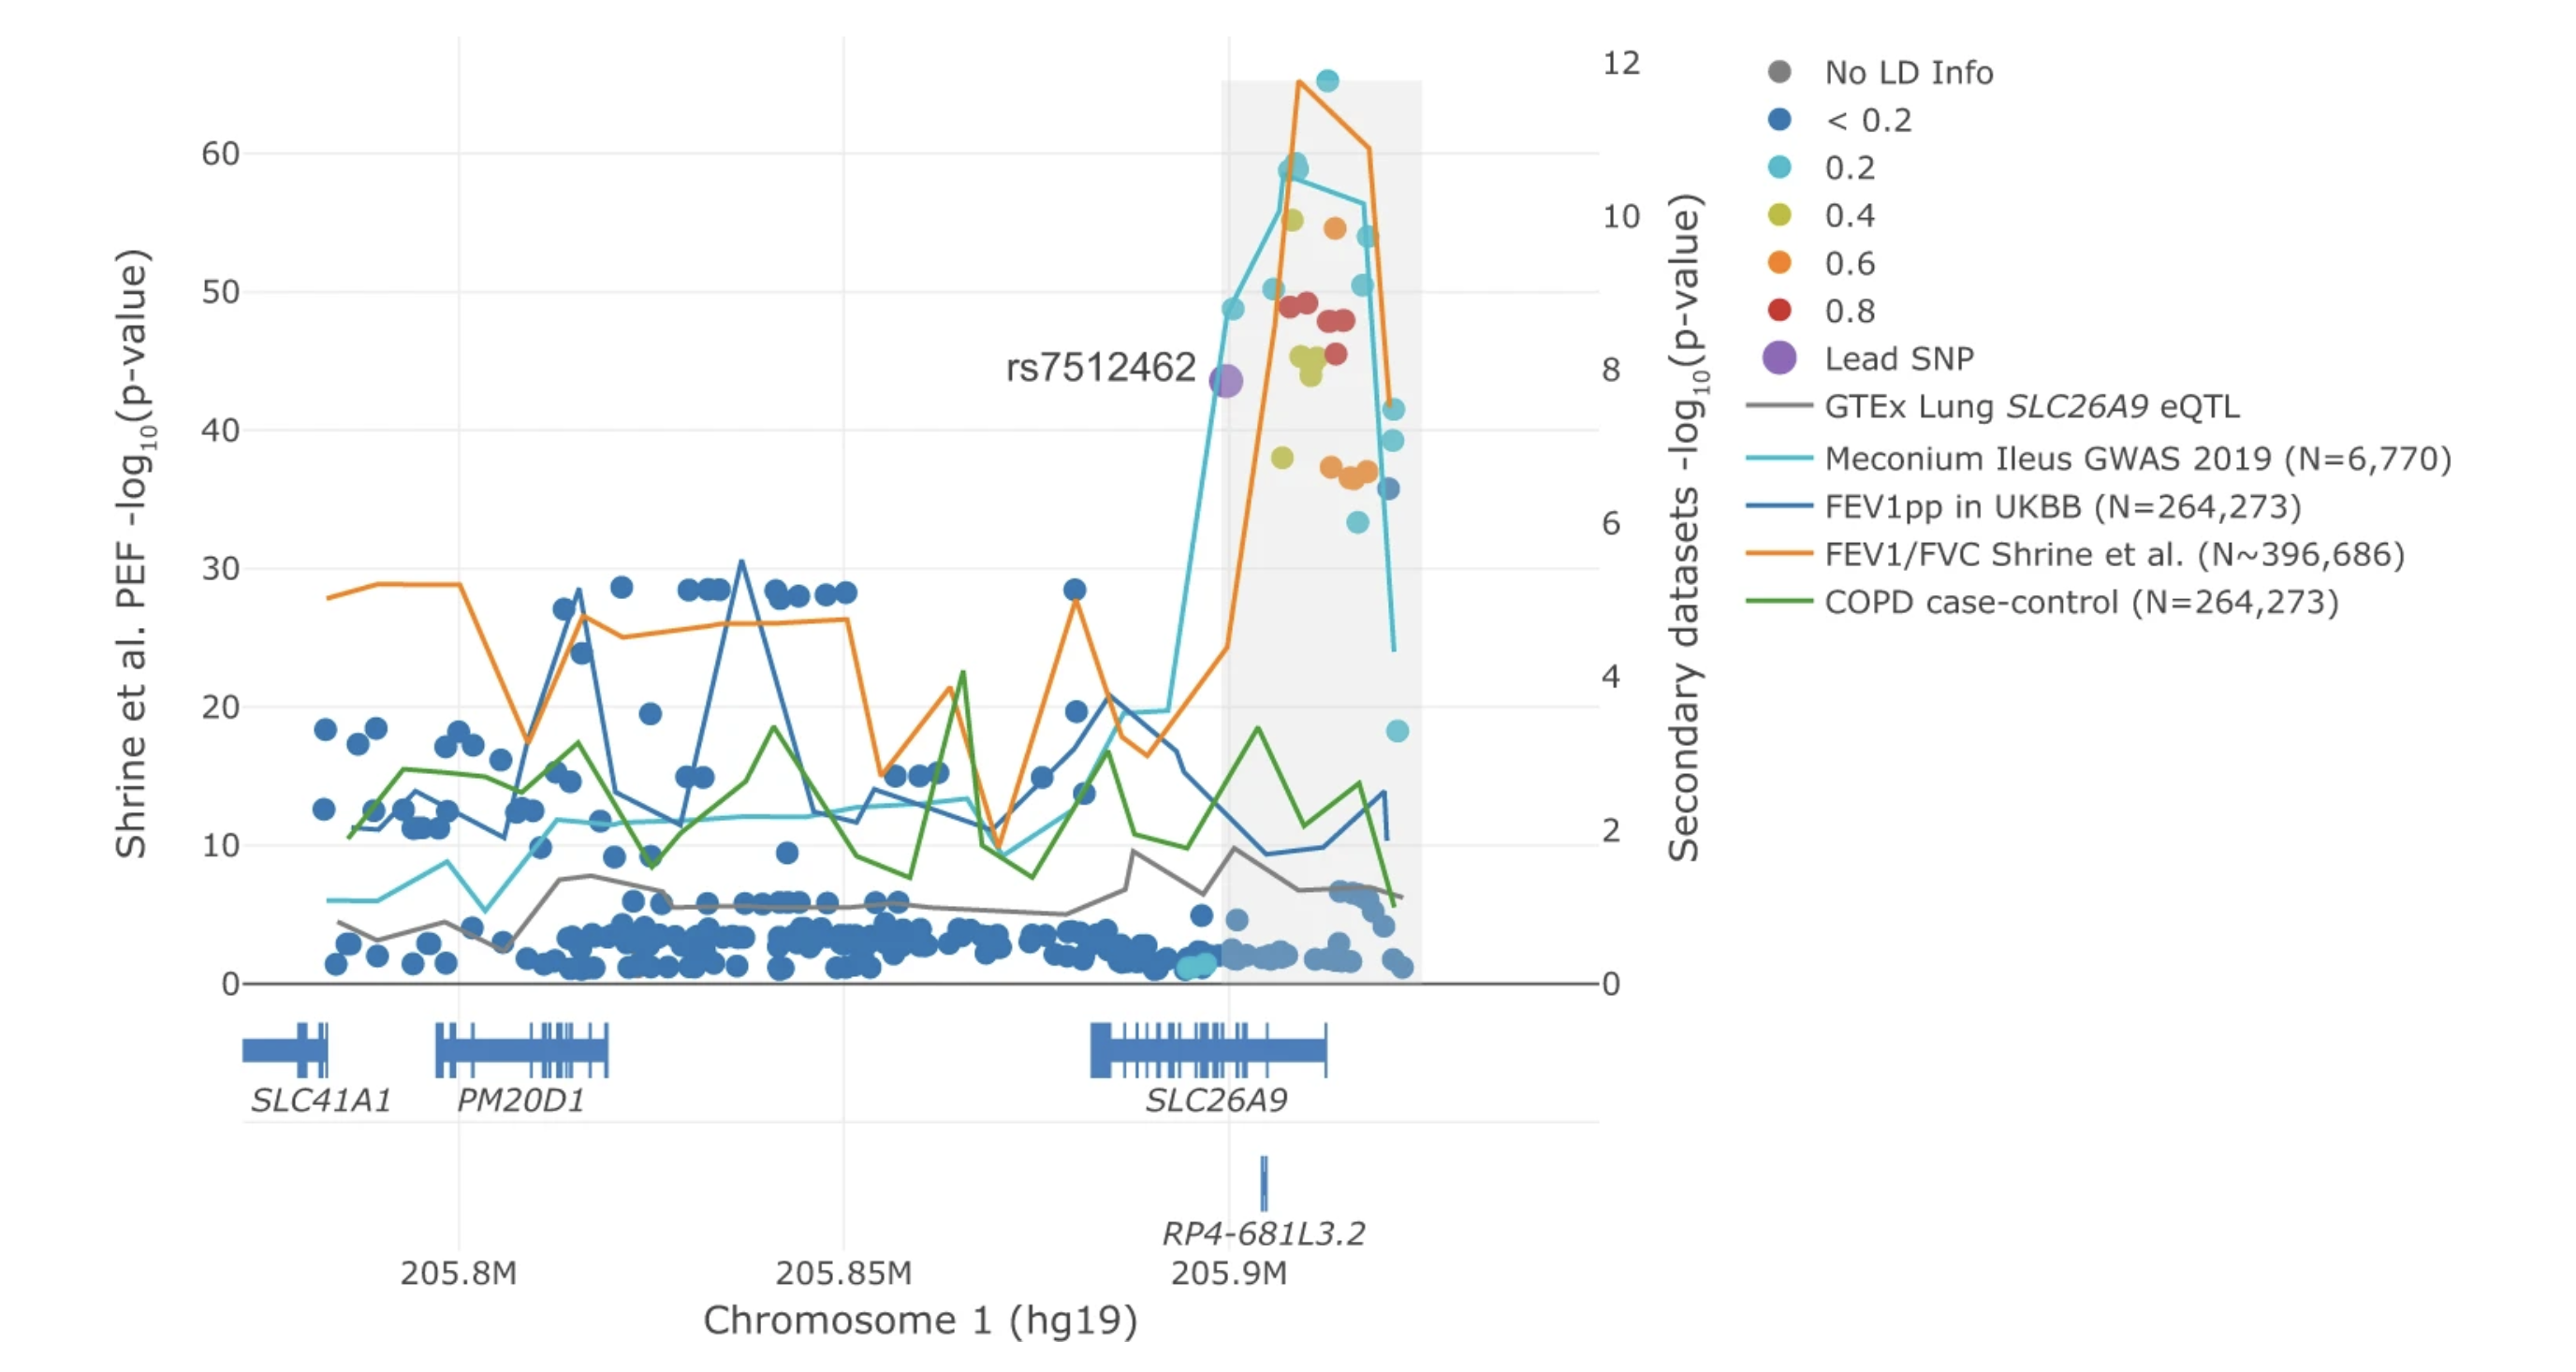 Shrine et al. PEF -log10(p-value)
60
50
40
30
20
10
0
rs7512462
12
10
8
6
4
2
0
Secondary datasets -log10(p-value)
No LD Info
< 0.2
0.2
0.4
0.6
0.8
Lead SNP
GTEx Lung SLC26A9 eQTL
Meconium Ileus GWAS 2019 (N=6,770)
FEV1pp in UKBB (N=264,273)
FEV1/FVC Shrine et al. (N~396,686)
COPD case-control (N=264,273)
SLC41A1 PM20D1 SLC26A9
RP4-681L3.2
205.8M 205.85M 205.9M
Chromosome 1 (hg19)